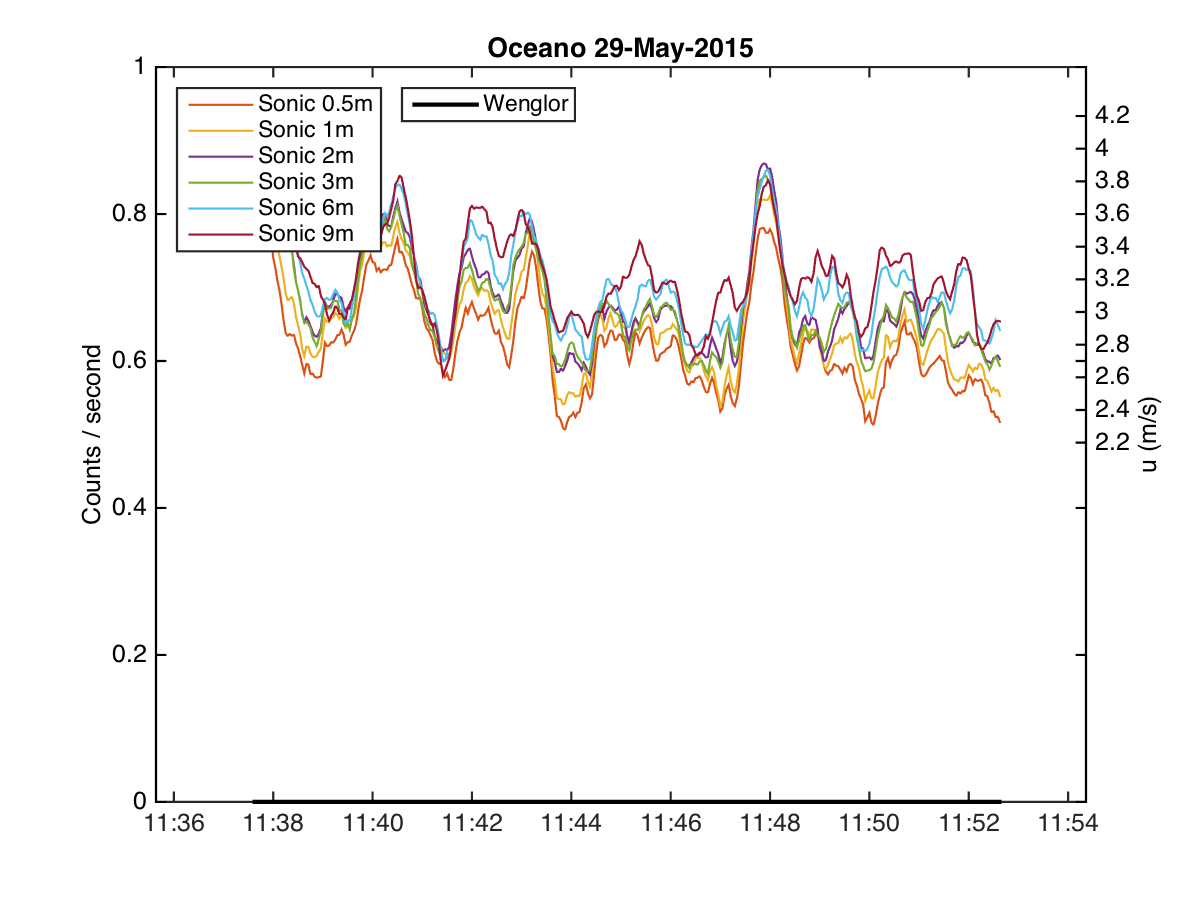 Oceano 29-May-2015
Sonic 0.5m
Sonic 1m
Sonic 2m
Sonic 3m
Sonic 6m
Sonic 9m
Wenglor
1
0.8
0.6
0.4
0.2
0
Counts / second
4.2
4
3.8
3.6
3.4
3.2
3
2.8
2.6
2.4
2.2
u (m/s)
11:36
11:38
11:40
11:42
11:44
11:46
11:48
11:50
11:52
11:54